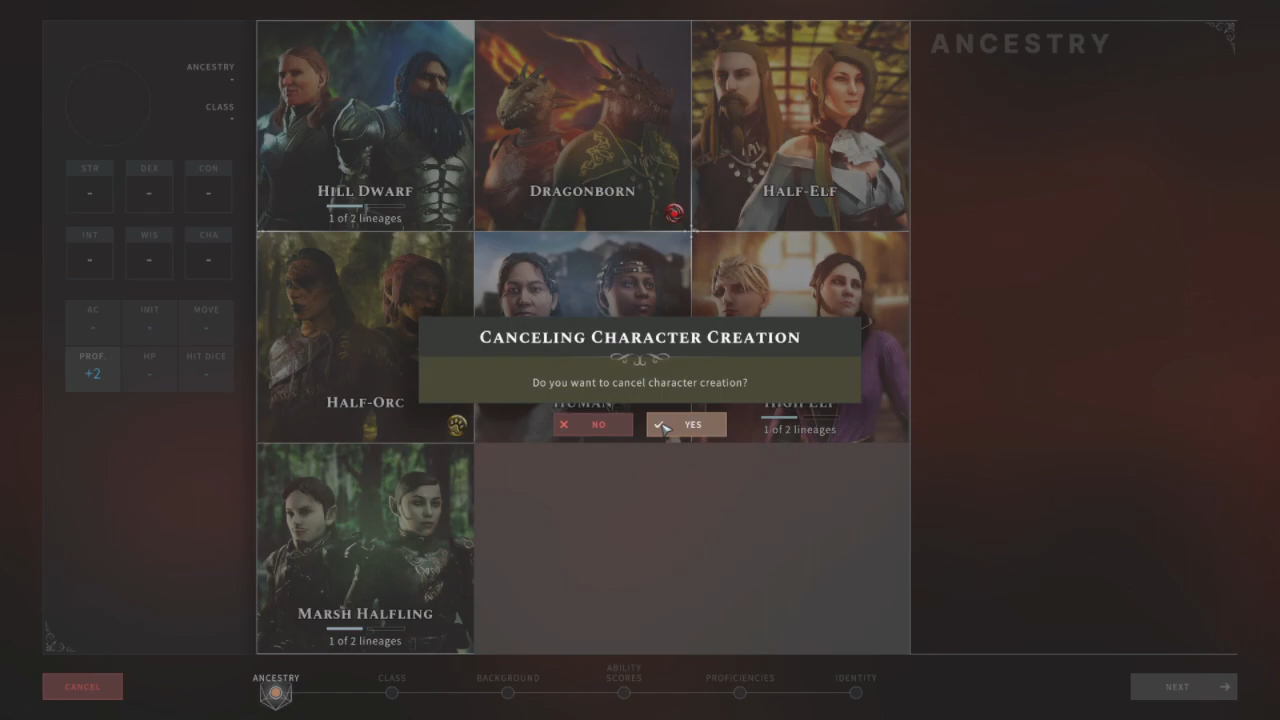 ANCESTRY
-
CLASS
-
STR
DEX
CON
-
-
-
INT
WIS
CHA
-
-
-
AC
INIT
MOVE
-
-
-
PROF.
HP
HIT DICE
+2
-
-
HILL DWARF
1 of 2 lineages
DRAGONBORN
HALF-ELF
HALF-ORC
HUMAN
HIGH ELF
1 of 2 lineages
MARSH HALFLING
1 of 2 lineages
ANCESTRY
CANCELING CHARACTER CREATION
Do you want to cancel character creation?
NO
YES
CANCEL
ANCESTRY
CLASS
BACKGROUND
ABILITY
SCORES
PROFICIENCIES
IDENTITY
NEXT